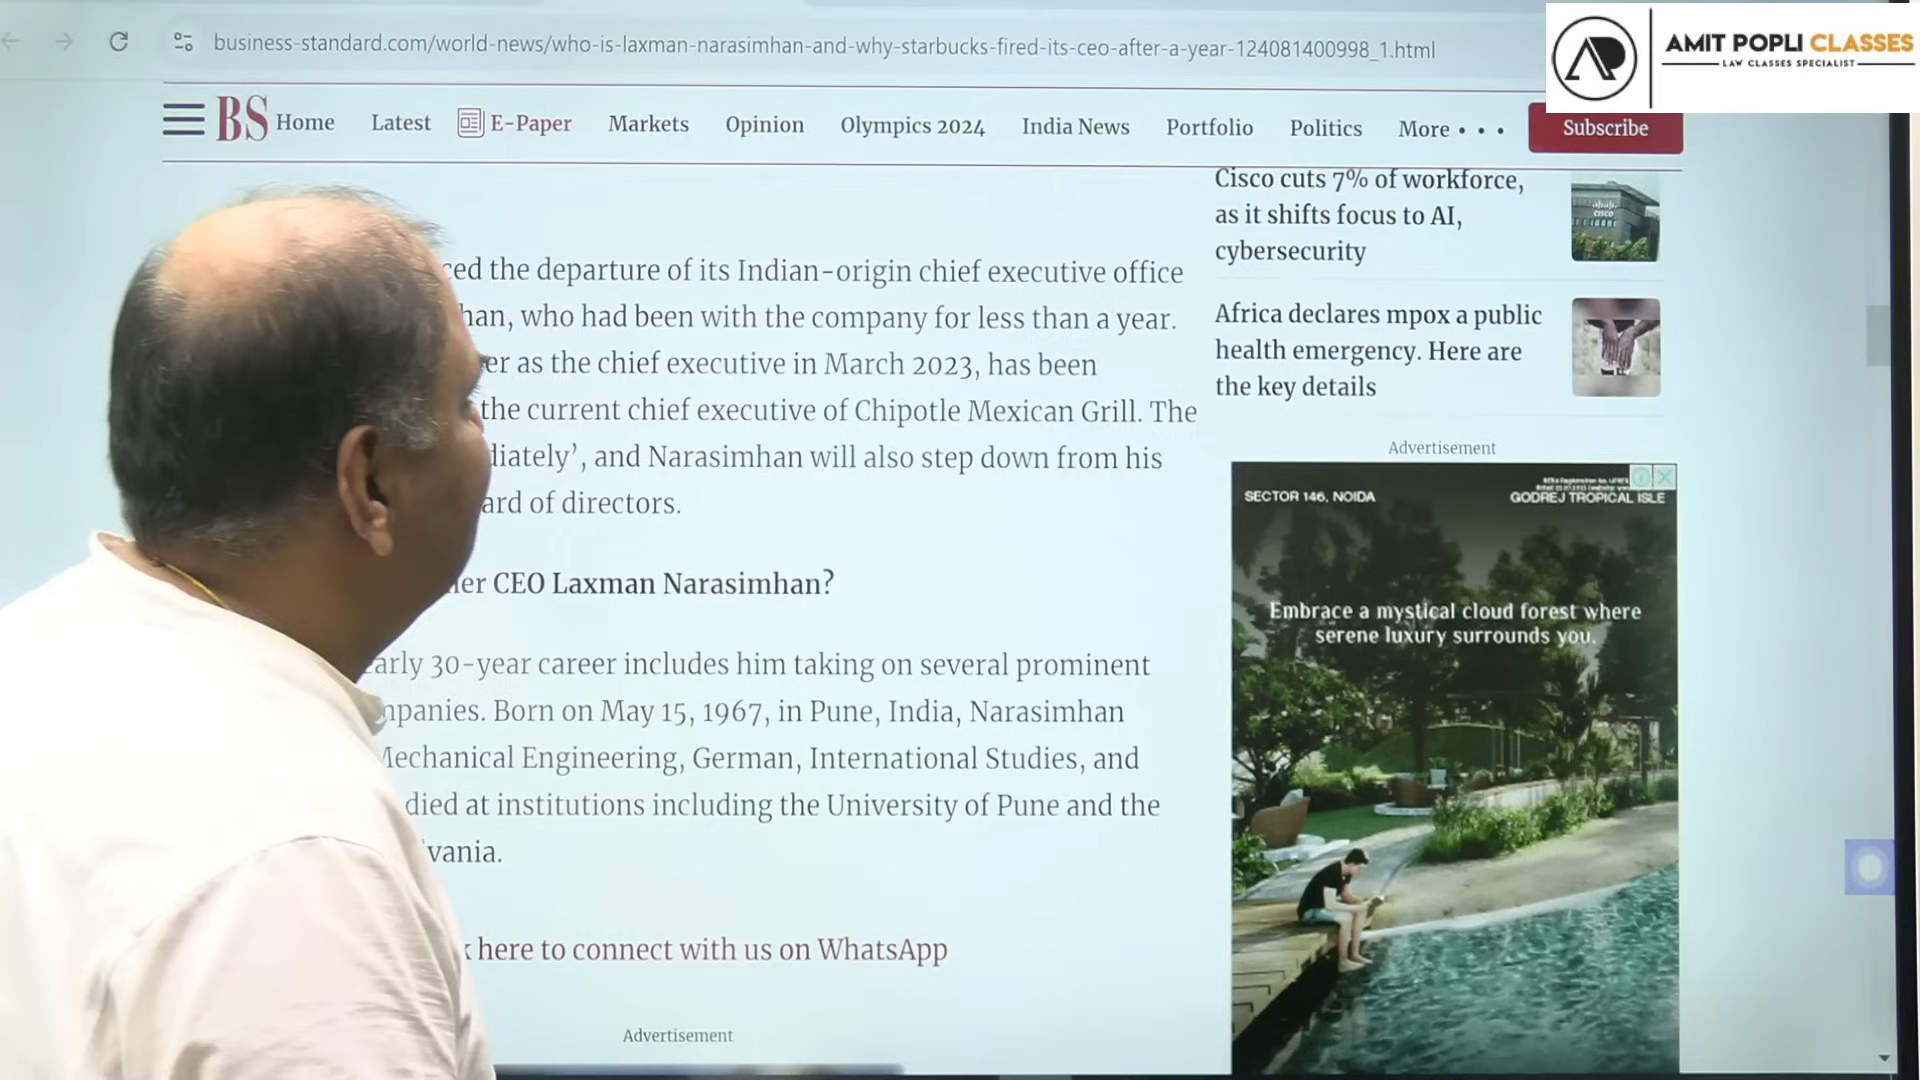 business-standard.com/world-news/who-is-laxman-narasimhan-and-why-starbucks-fired-its-ceo-after-a-year-124081400998_1.html
AMIT POPLI CLASSES
LAW CLASSES SPECIALIST
BS Home Latest E-Paper Markets Opinion Olympics 2024 India News Portfolio Politics More • • • Subscribe
ced the departure of its Indian-origin chief executive office
han, who had been with the company for less than a year.
er as the chief executive in March 2023, has been
the current chief executive of Chipotle Mexican Grill. The
diately’, and Narasimhan will also step down from his
ard of directors.
er CEO Laxman Narasimhan?
early 30-year career includes him taking on several prominent
mpanies. Born on May 15, 1967, in Pune, India, Narasimhan
Mechanical Engineering, German, International Studies, and
died at institutions including the University of Pune and the
vania.
k here to connect with us on WhatsApp
Advertisement
Cisco cuts 7% of workforce,
as it shifts focus to AI,
cybersecurity
CISCO
Africa declares mpox a public
health emergency. Here are
the key details
Advertisement
SECTOR 146, NOIDA
GODREJ TROPICAL ISLE
Embrace a mystical cloud forest where
serene luxury surrounds you.